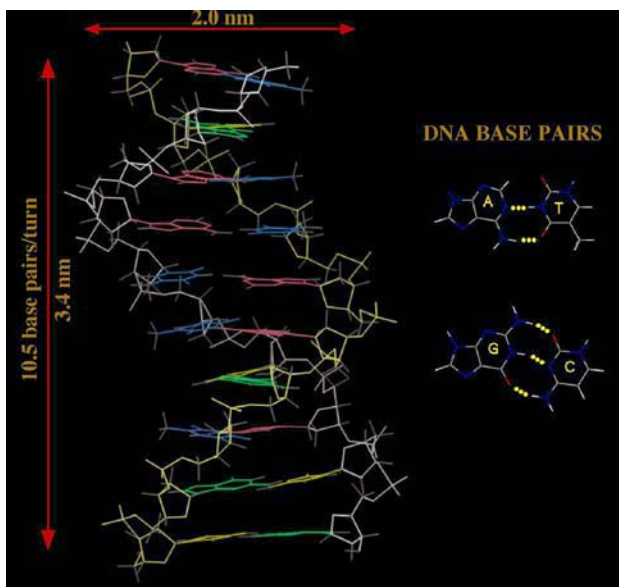 2.0 nm
10.5 base pairs/turn
3.4 nm
DNA BASE PAIRS
A
T
G
C